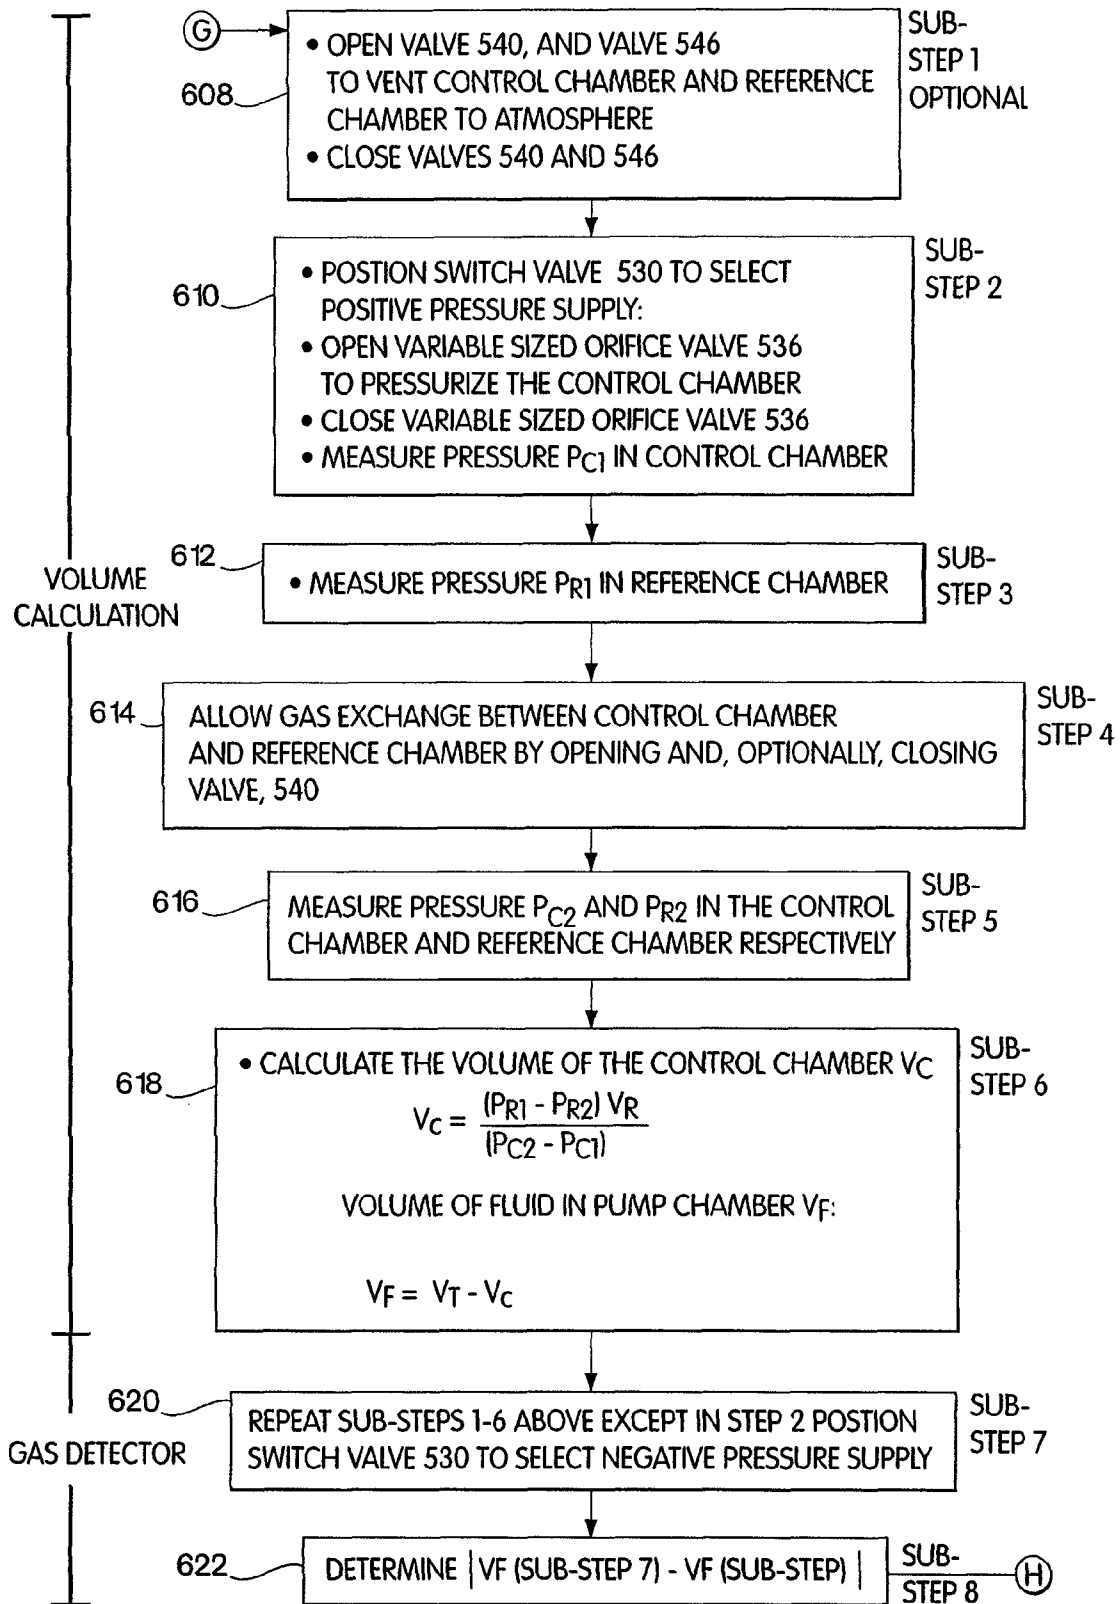 G
608
• OPEN VALVE 540, AND VALVE 546
TO VENT CONTROL CHAMBER AND REFERENCE
CHAMBER TO ATMOSPHERE
• CLOSE VALVES 540 AND 546
SUB-
STEP 1
OPTIONAL
610
• POSTION SWITCH VALVE 530 TO SELECT
POSITIVE PRESSURE SUPPLY:
• OPEN VARIABLE SIZED ORIFICE VALVE 536
TO PRESSURIZE THE CONTROL CHAMBER
• CLOSE VARIABLE SIZED ORIFICE VALVE 536
• MEASURE PRESSURE PC1 IN CONTROL CHAMBER
SUB-
STEP 2
612
• MEASURE PRESSURE PR1 IN REFERENCE CHAMBER
SUB-
STEP 3
VOLUME
CALCULATION
614
ALLOW GAS EXCHANGE BETWEEN CONTROL CHAMBER
AND REFERENCE CHAMBER BY OPENING AND, OPTIONALLY, CLOSING
VALVE, 540
SUB-
STEP 4
616
MEASURE PRESSURE PC2 AND PR2 IN THE CONTROL
CHAMBER AND REFERENCE CHAMBER RESPECTIVELY
SUB-
STEP 5
618
• CALCULATE THE VOLUME OF THE CONTROL CHAMBER VC
VC = (PR1 - PR2) VR
(PC2 - PC1)
VOLUME OF FLUID IN PUMP CHAMBER VF:
VF = VT - VC
SUB-
STEP 6
620
REPEAT SUB-STEPS 1-6 ABOVE EXCEPT IN STEP 2 POSTION
SWITCH VALVE 530 TO SELECT NEGATIVE PRESSURE SUPPLY
SUB-
STEP 7
GAS DETECTOR
622
DETERMINE | VF (SUB-STEP 7) - VF (SUB-STEP) |
SUB-
STEP 8
H